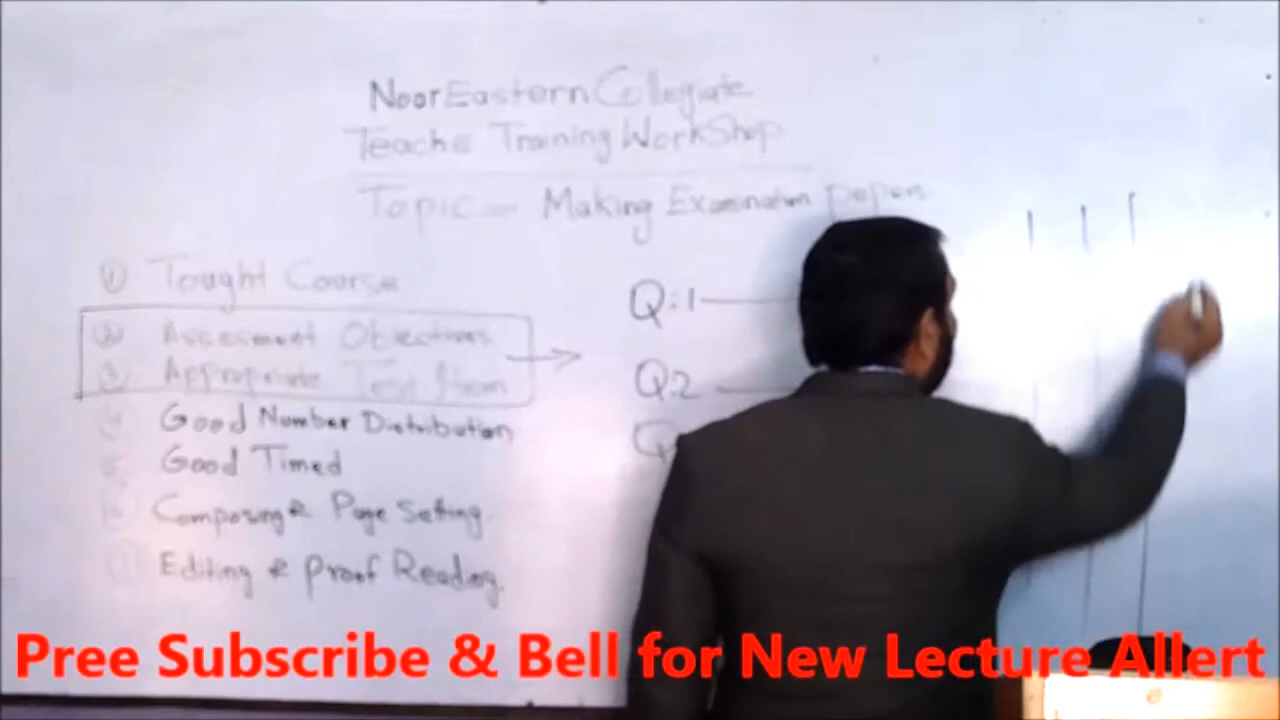 Noor Eastern Collegiate
Teache Training WorkShop
Topic - Making Examination papers
① Tought Course
② Assesment Objectives
③ Appropriate Test Item
Good Number Distribution
Good Timed
Composing & Page Setting.
Editing & Proof Reading.
Q:1
Q:2
Pree Subscribe & Bell for New Lecture Allert